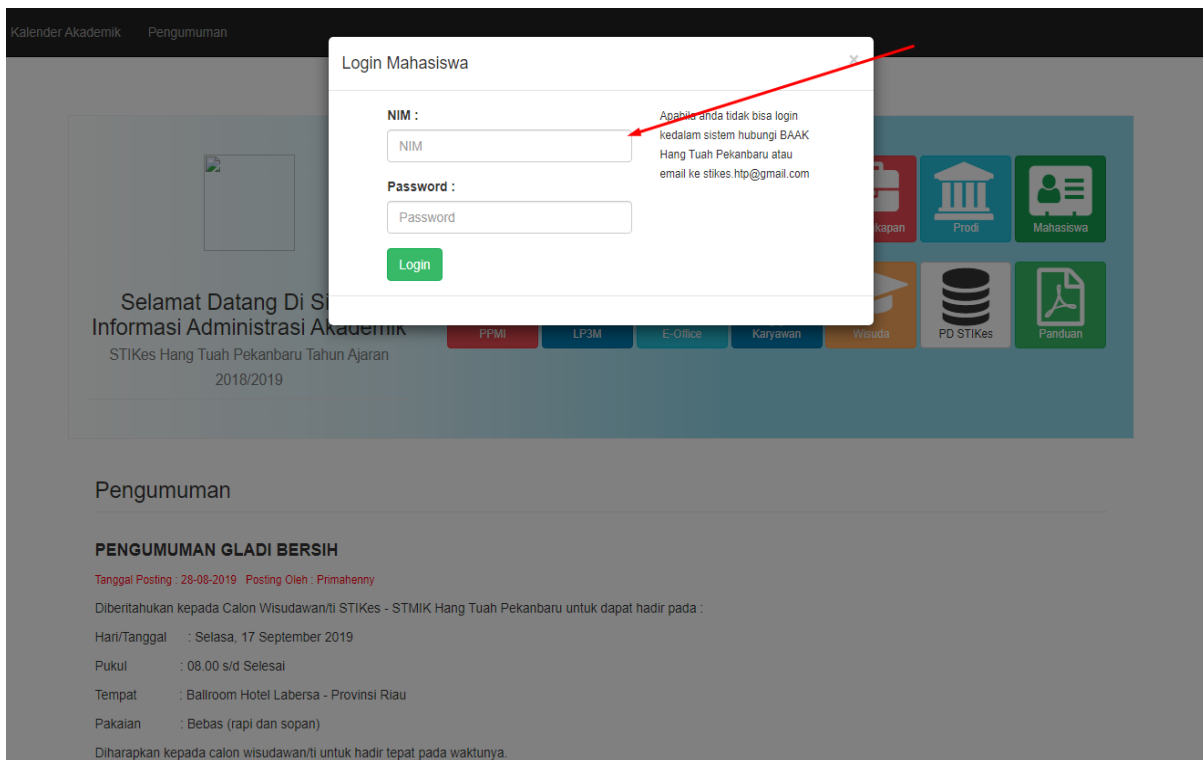 Kalender Akademik Pengumuman
Login Mahasiswa ×
NIM :
NIM
Password :
Password
Login
Apabila anda tidak bisa login
kedalam sistem hubungi BAAK
Hang Tuah Pekanbaru atau
email ke stikes.htp@gmail.com
Prodi
Mahasiswa
Selamat Datang Di
Informasi Administrasi Akademik
STIKes Hang Tuah Pekanbaru Tahun Ajaran
2018/2019
PPMI
LP3M
E-Office
Karyawan
Wisuda
PD STIKes
Panduan
Pengumuman
PENGUMUMAN GLADI BERSIH
Tanggal Posting : 28-08-2019 Posting Oleh : Primahenny
Diberitahukan kepada Calon Wisudawan/ti STIKes - STMIK Hang Tuah Pekanbaru untuk dapat hadir pada :
Hari/Tanggal : Selasa, 17 September 2019
Pukul : 08.00 s/d Selesai
Tempat : Ballroom Hotel Labersa - Provinsi Riau
Pakaian : Bebas (rapi dan sopan)
Diharapkan kepada calon wisudawan/ti untuk hadir tepat pada waktunya.